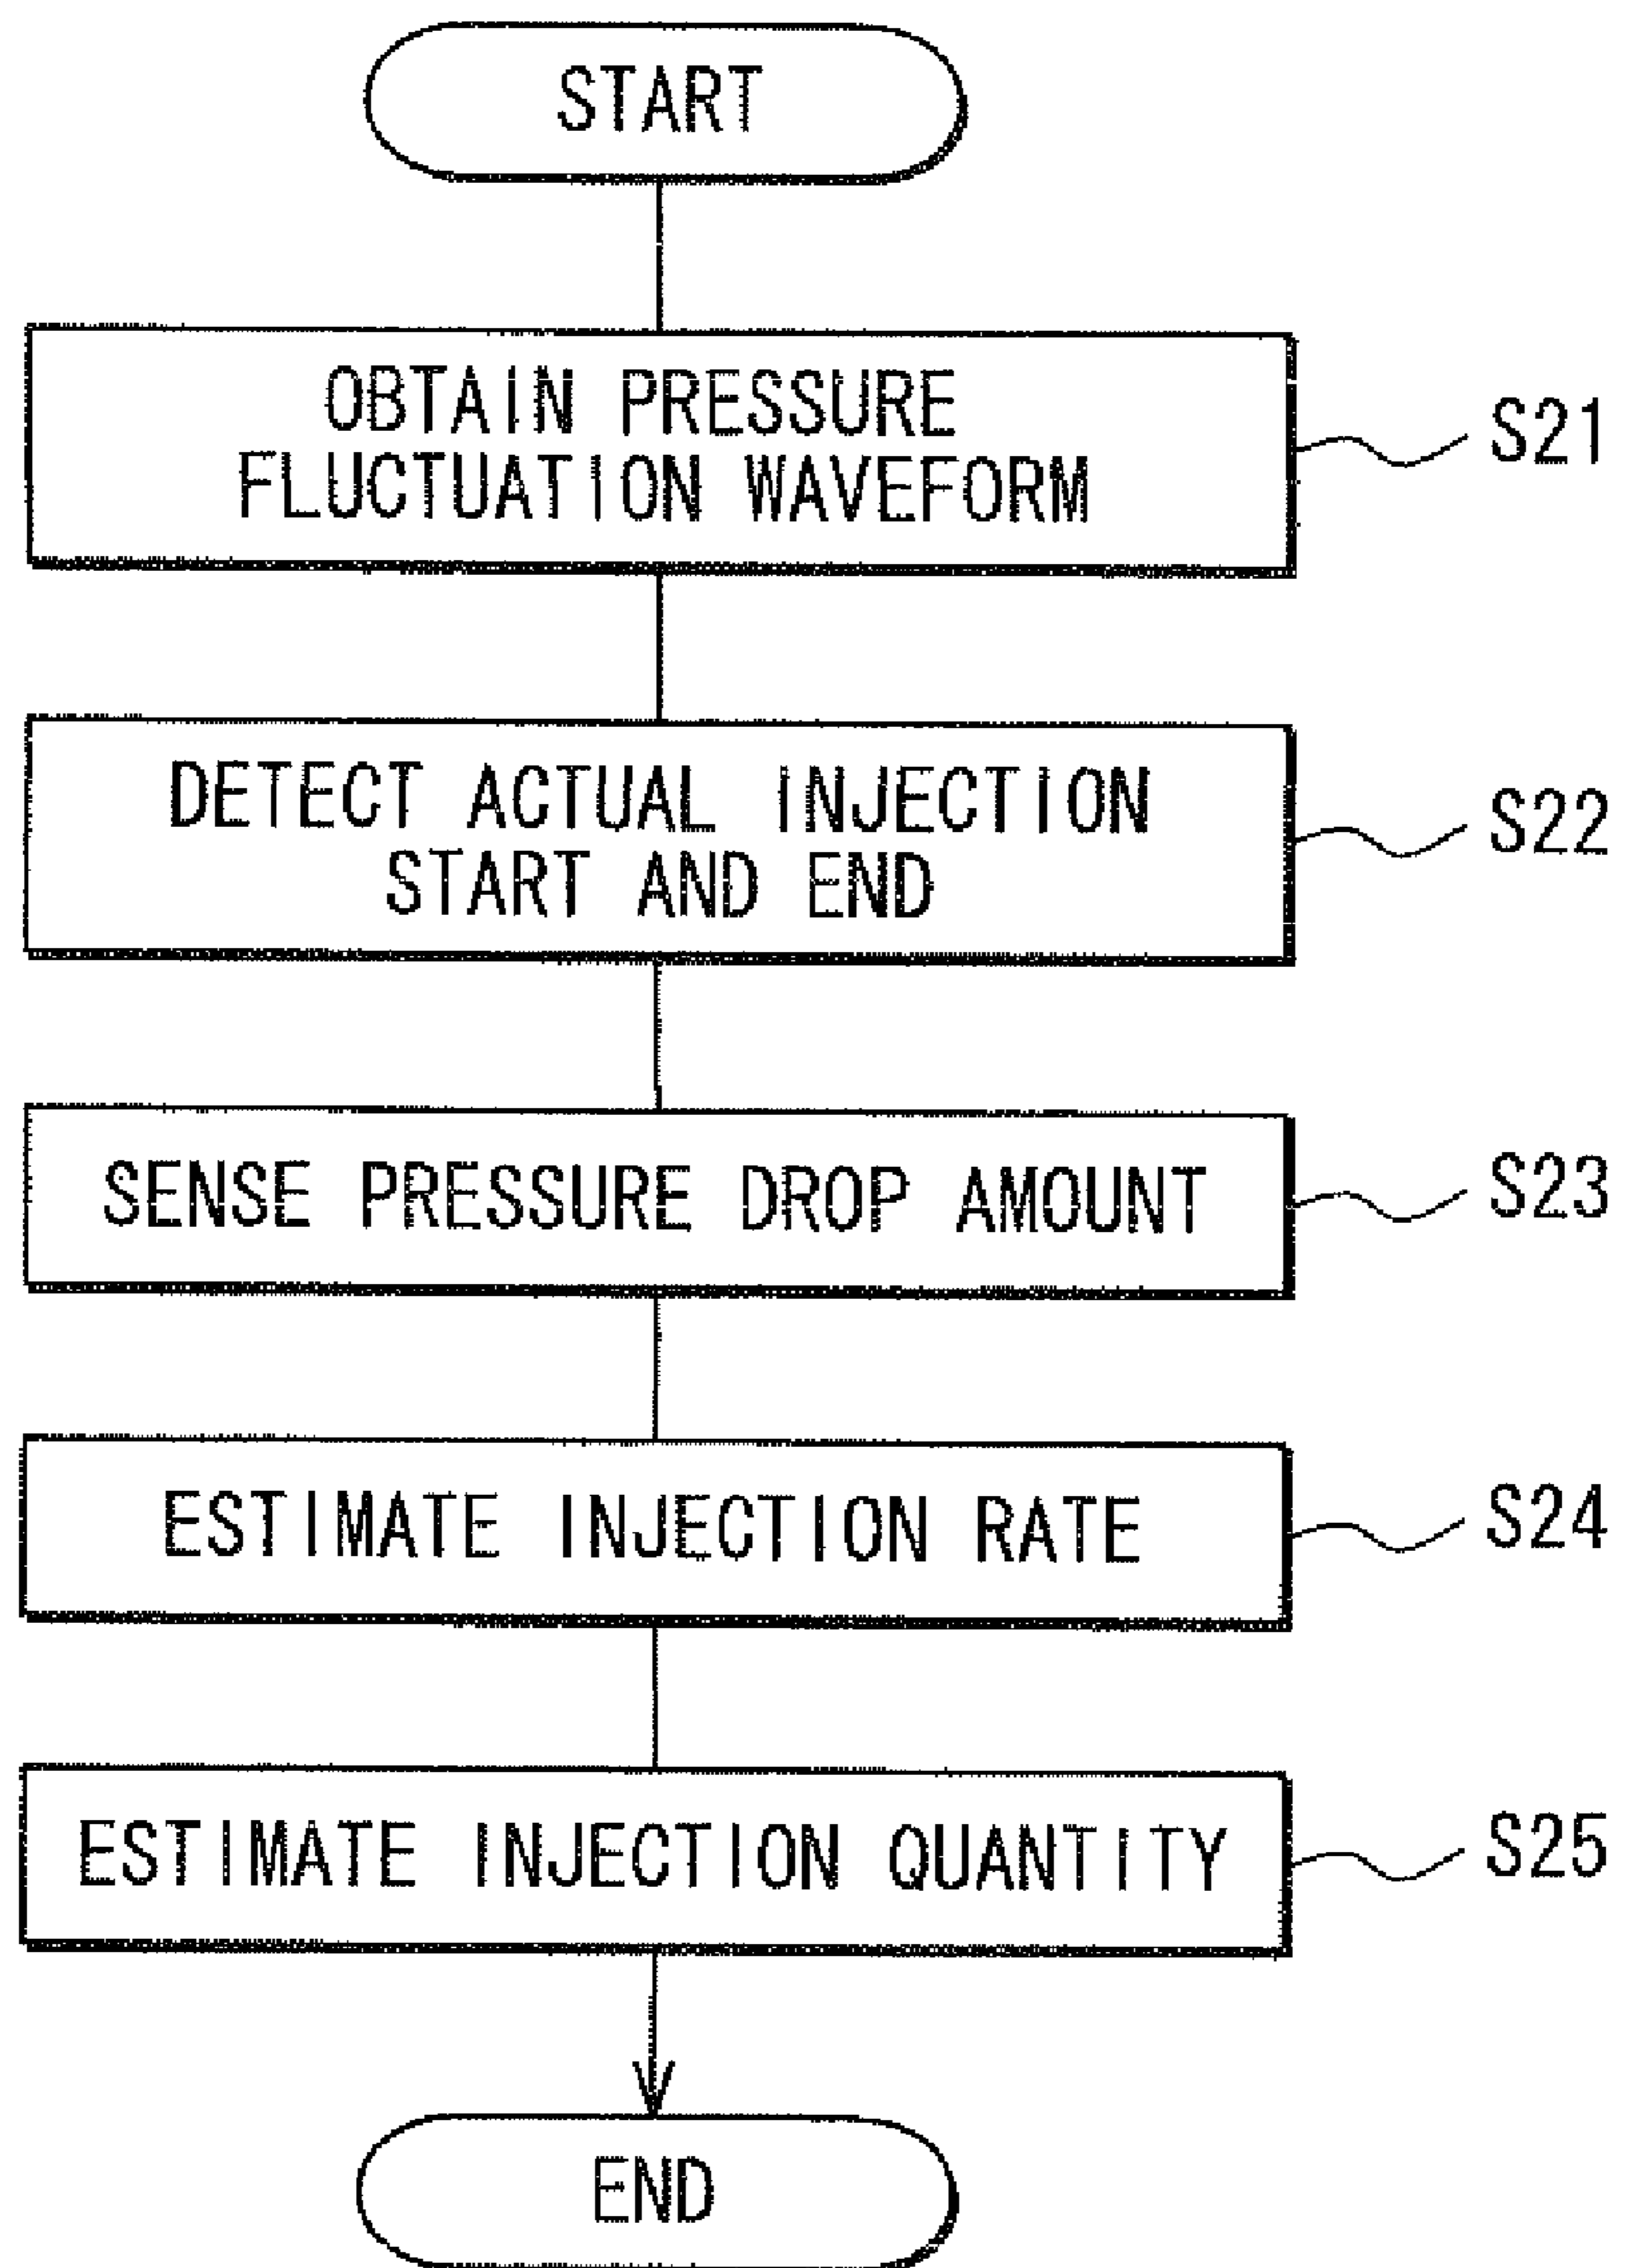 START
OBTAIN PRESSURE
FLUCTUATION WAVEFORM
S21
DETECT ACTUAL INJECTION
START AND END
S22
SENSE PRESSURE DROP AMOUNT
S23
ESTIMATE INJECTION RATE
S24
ESTIMATE INJECTION QUANTITY
S25
END